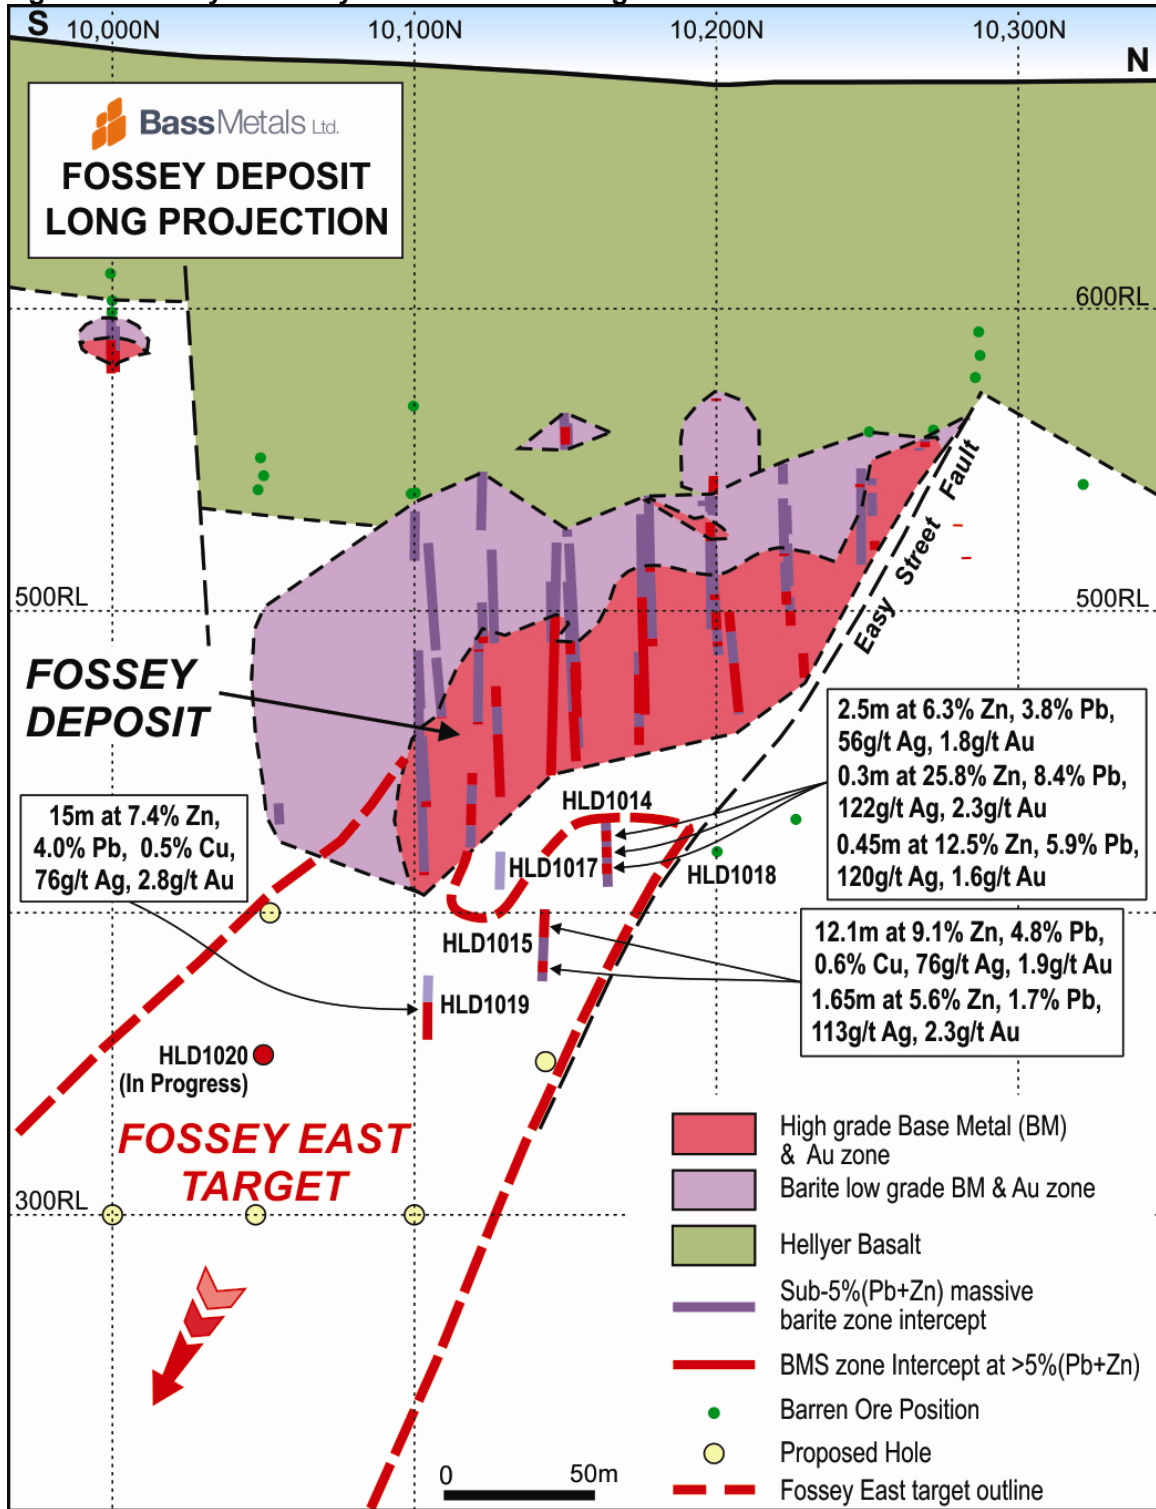 S
10,000N
10,100N
10,200N
10,300N
N
BassMetals Ltd.
FOSSEY DEPOSIT
LONG PROJECTION
600RL
500RL
500RL
Easy Street Fault
FOSSEY
DEPOSIT
2.5m at 6.3% Zn, 3.8% Pb,
56g/t Ag, 1.8g/t Au
0.3m at 25.8% Zn, 8.4% Pb,
122g/t Ag, 2.3g/t Au
0.45m at 12.5% Zn, 5.9% Pb,
120g/t Ag, 1.6g/t Au
15m at 7.4% Zn,
4.0% Pb, 0.5% Cu,
76g/t Ag, 2.8g/t Au
HLD1014
HLD1017
HLD1018
HLD1015
12.1m at 9.1% Zn, 4.8% Pb,
0.6% Cu, 76g/t Ag, 1.9g/t Au
1.65m at 5.6% Zn, 1.7% Pb,
113g/t Ag, 2.3g/t Au
HLD1019
HLD1020
(In Progress)
FOSSEY EAST
TARGET
300RL
High grade Base Metal (BM)
& Au zone
Barite low grade BM & Au zone
Hellyer Basalt
Sub-5%(Pb+Zn) massive
barite zone intercept
BMS zone Intercept at >5%(Pb+Zn)
Barren Ore Position
Proposed Hole
Fossey East target outline
0
50m